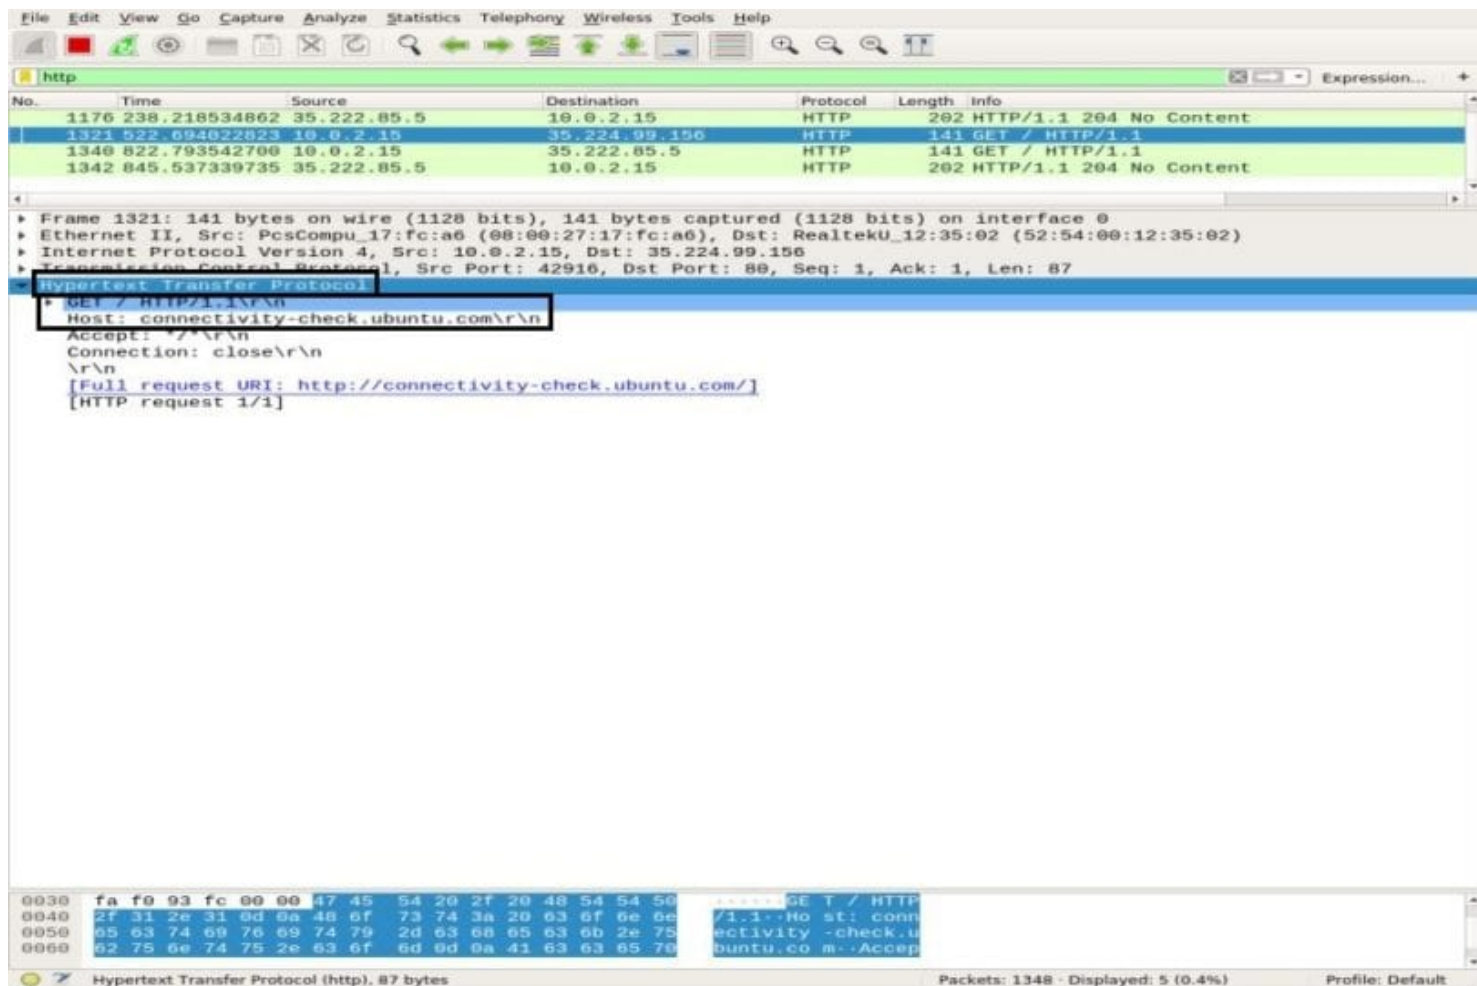 File Edit View Go Capture Analyze Statistics Telephony Wireless Tools Help
http Expression... +
No. Time Source Destination Protocol Length Info
1176 238.218534862 35.222.85.5 10.0.2.15 HTTP 202 HTTP/1.1 204 No Content
1321 522.694022823 10.0.2.15 35.224.99.156 HTTP 141 GET / HTTP/1.1
1340 822.793542700 10.0.2.15 35.222.85.5 HTTP 141 GET / HTTP/1.1
1342 845.537339735 35.222.85.5 10.0.2.15 HTTP 202 HTTP/1.1 204 No Content
Frame 1321: 141 bytes on wire (1128 bits), 141 bytes captured (1128 bits) on interface 0
Ethernet II, Src: PcsCompu_17:fc:a6 (08:00:27:17:fc:a6), Dst: RealtekU_12:35:02 (52:54:00:12:35:02)
Internet Protocol Version 4, Src: 10.0.2.15, Dst: 35.224.99.156
Transmission Control Protocol, Src Port: 42916, Dst Port: 80, Seq: 1, Ack: 1, Len: 87
Hypertext Transfer Protocol
GET / HTTP/1.1\r\n
Host: connectivity-check.ubuntu.com\r\n
Accept: */*\r\n
Connection: close\r\n
\r\n
[Full request URI: http://connectivity-check.ubuntu.com/]
[HTTP request 1/1]
0030 fa f0 93 fc 00 00 47 45 54 20 2f 20 48 54 54 50 ······GE T / HTTP
0040 2f 31 2e 31 0d 0a 48 6f 73 74 3a 20 63 6f 6e 6e /1.1··Ho st: conn
0050 65 63 74 69 76 69 74 79 2d 63 68 65 63 6b 2e 75 ectivity -check.u
0060 62 75 6e 74 75 2e 63 6f 6d 0d 0a 41 63 63 65 70 buntu.co m··Accep
Hypertext Transfer Protocol (http), 87 bytes Packets: 1348 · Displayed: 5 (0.4%) Profile: Default